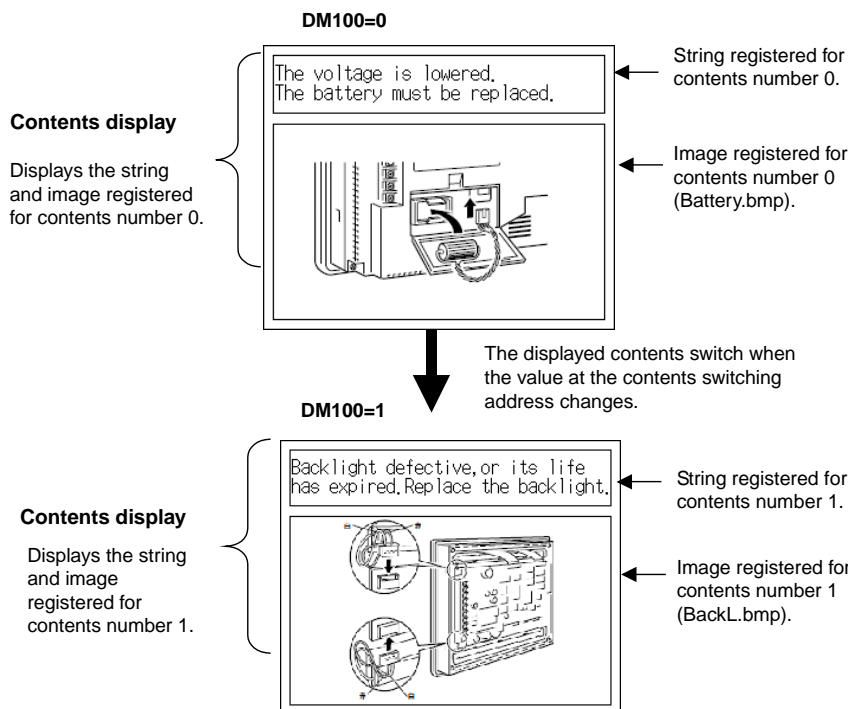 DM100=0
The voltage is lowered.
The battery must be replaced.
String registered for
contents number 0.
Contents display
Displays the string
and image registered
for contents number 0.
Image registered for
contents number 0
(Battery.bmp).
The displayed contents switch when
the value at the contents switching
address changes.
DM100=1
Backlight defective,or its life
has expired.Replace the backlight.
String registered for
contents number 1.
Contents display
Displays the string
and image
registered for
contents number 1.
Image registered for
contents number 1
(BackL.bmp).